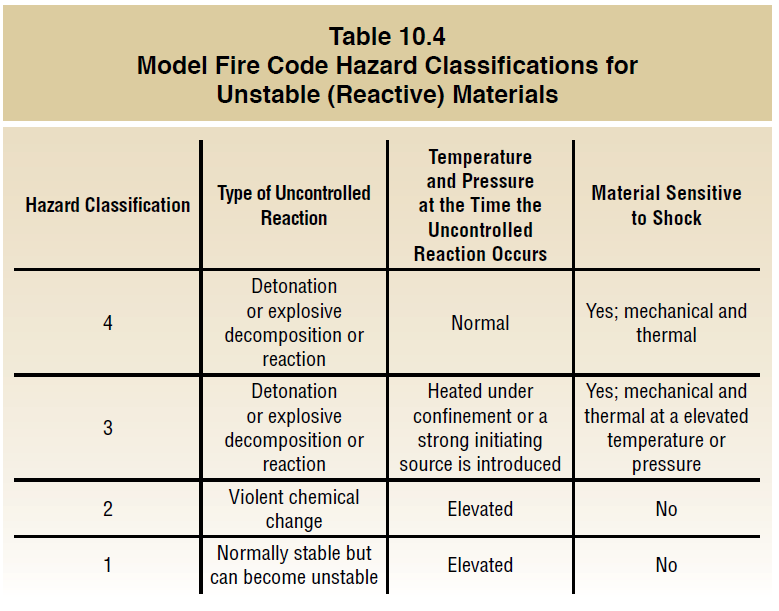 Table 10.4
Model Fire Code Hazard Classifications for
Unstable (Reactive) Materials
Hazard Classification
Type of Uncontrolled
Reaction
Temperature
and Pressure
at the Time the
Uncontrolled
Reaction Occurs
Material Sensitive
to Shock
4
Detonation
or explosive
decomposition or
reaction
Normal
Yes; mechanical and
thermal
3
Detonation
or explosive
decomposition or
reaction
Heated under
confinement or a
strong initiating
source is introduced
Yes; mechanical and
thermal at a elevated
temperature or
pressure
2
Violent chemical
change
Elevated
No
1
Normally stable but
can become unstable
Elevated
No